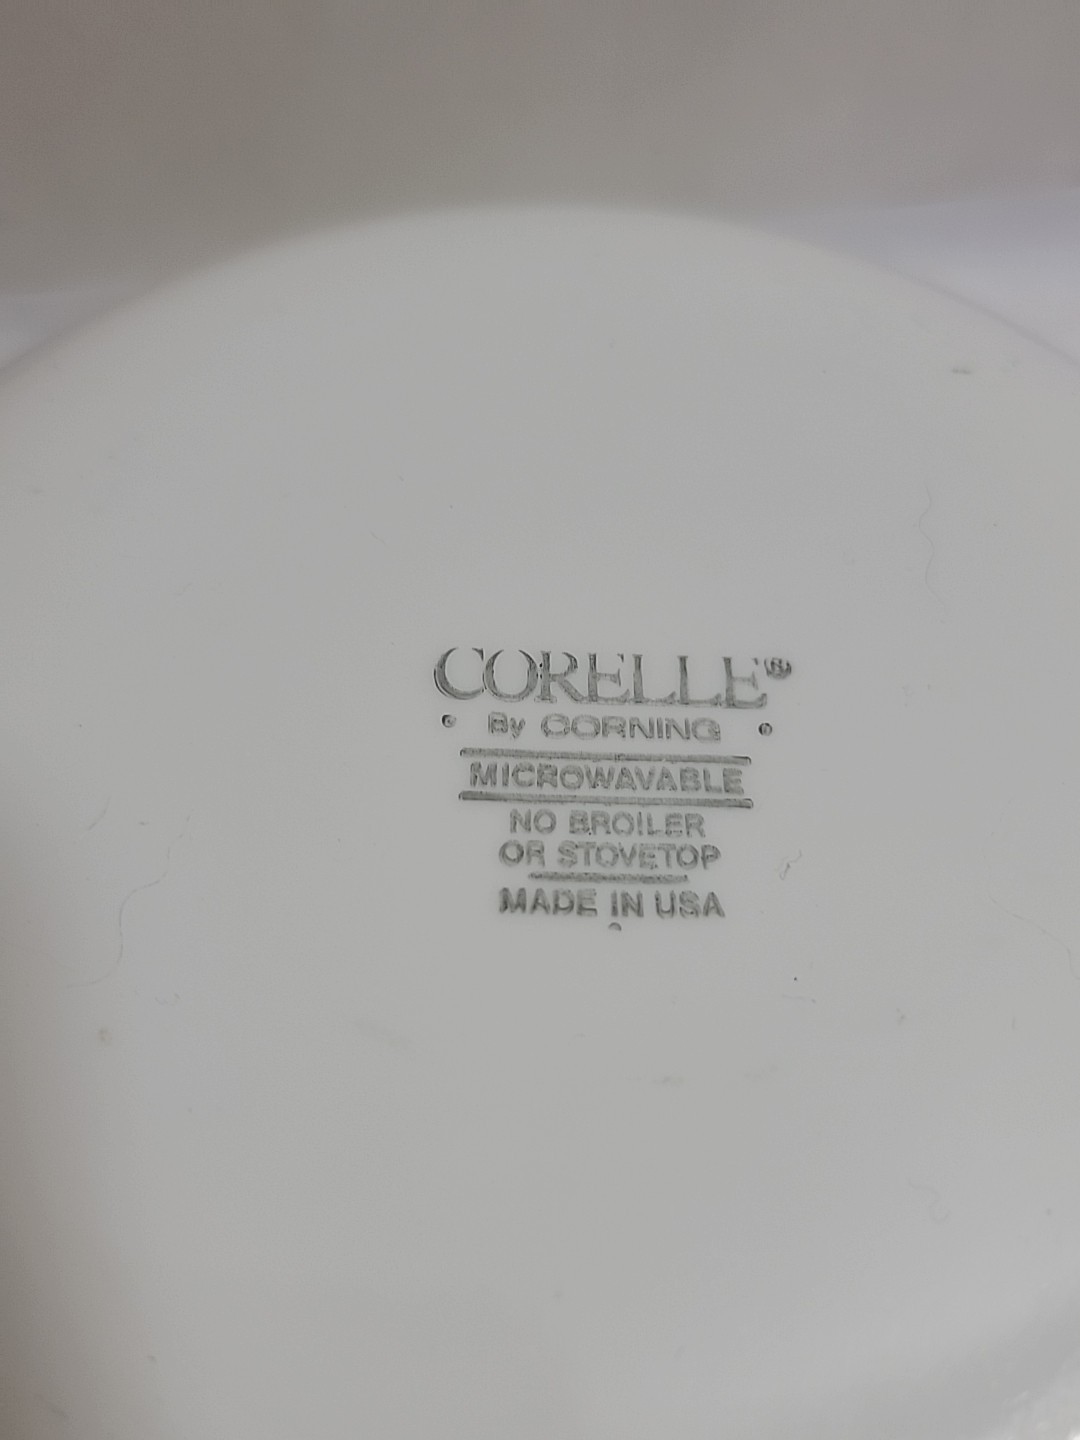 CORELLE®
By CORNING
MICROWAVABLE
NO BROILER
OR STOVETOP
MADE IN USA